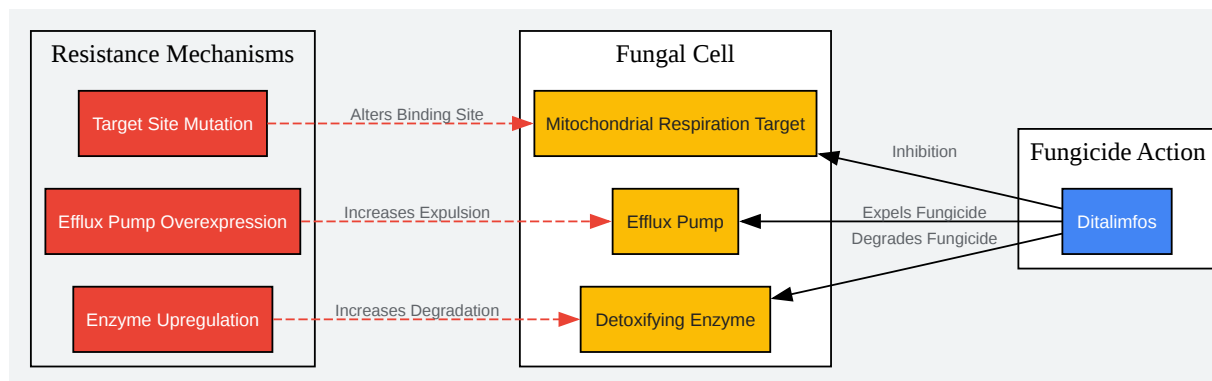 Resistance Mechanisms
Target Site Mutation
Efflux Pump Overexpression
Enzyme Upregulation
Alters Binding Site
Increases Expulsion
Increases Degradation
Fungal Cell
Mitochondrial Respiration Target
Efflux Pump
Detoxifying Enzyme
Inhibition
Expels Fungicide
Degrades Fungicide
Fungicide Action
Ditalimfos